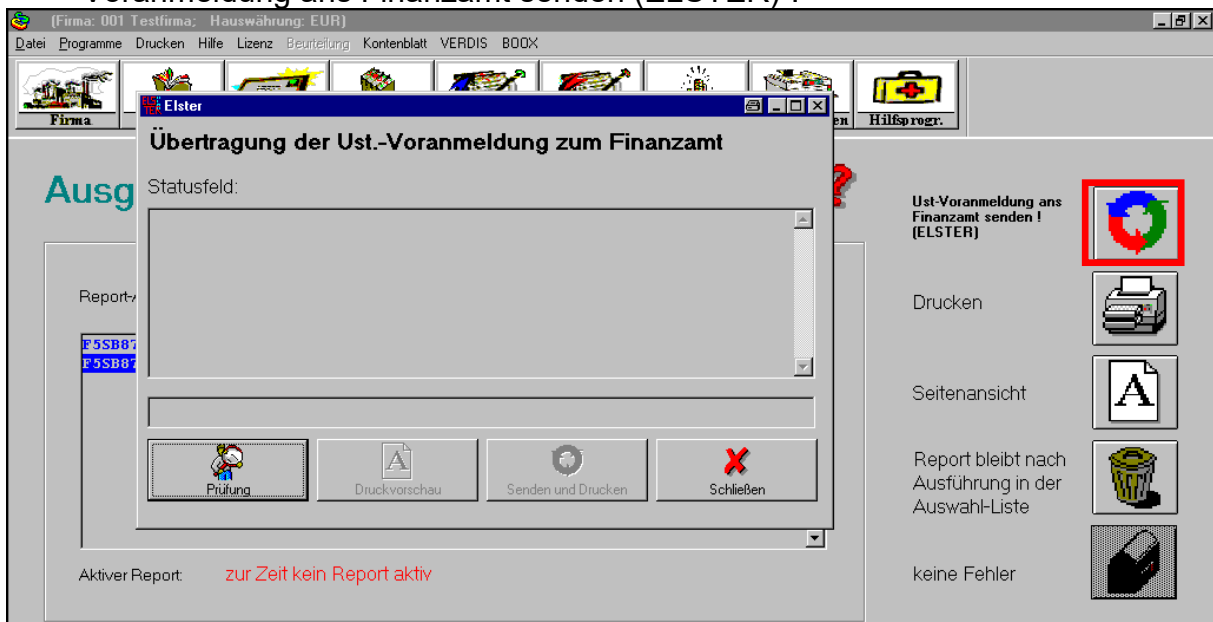 Voranmeldung ans Finanzamt senden (ELSTER) .
(Firma: 001 Testfirma; Hauswährung: EUR)
Datei Programme Drucken Hilfe Lizenz Beurteilung Kontenblatt VERDIS BOOX
Firma
en
Hilfsprogr.
Elster
Übertragung der Ust.-Voranmeldung zum Finanzamt
Statusfeld:
Ausg
?
Ust-Voranmeldung ans
Finanzamt senden !
(ELSTER)
Report-
Drucken
F5SB87
F5SB87
Seitenansicht
A
Prüfung
Druckvorschau
Senden und Drucken
Schließen
Report bleibt nach
Ausführung in der
Auswahl-Liste
Aktiver Report: zur Zeit kein Report aktiv
keine Fehler